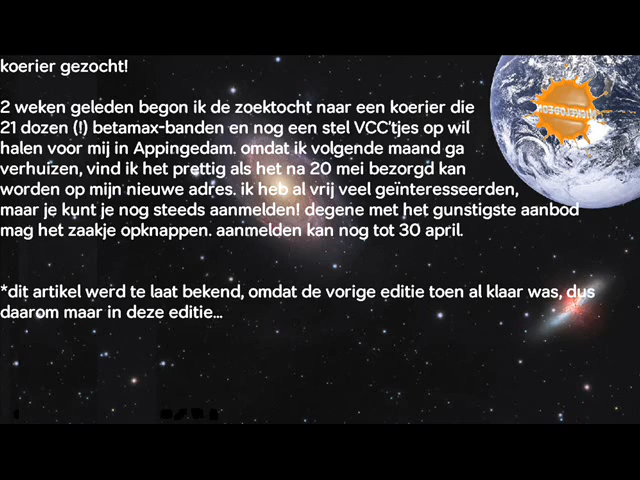 koerier gezocht!
2 weken geleden begon ik de zoektocht naar een koerier die
21 dozen (!) betamax-banden en nog een stel VCC'tjes op wil
halen voor mij in Appingedam. omdat ik volgende maand ga
verhuizen, vind ik het prettig als het na 20 mei bezorgd kan
worden op mijn nieuwe adres. ik heb al vrij veel geïnteresseerden,
maar je kunt je nog steeds aanmelden! degene met het gunstigste aanbod
mag het zaakje opknappen. aanmelden kan nog tot 30 april.
*dit artikel werd te laat bekend, omdat de vorige editie toen al klaar was, dus
daarom maar in deze editie...